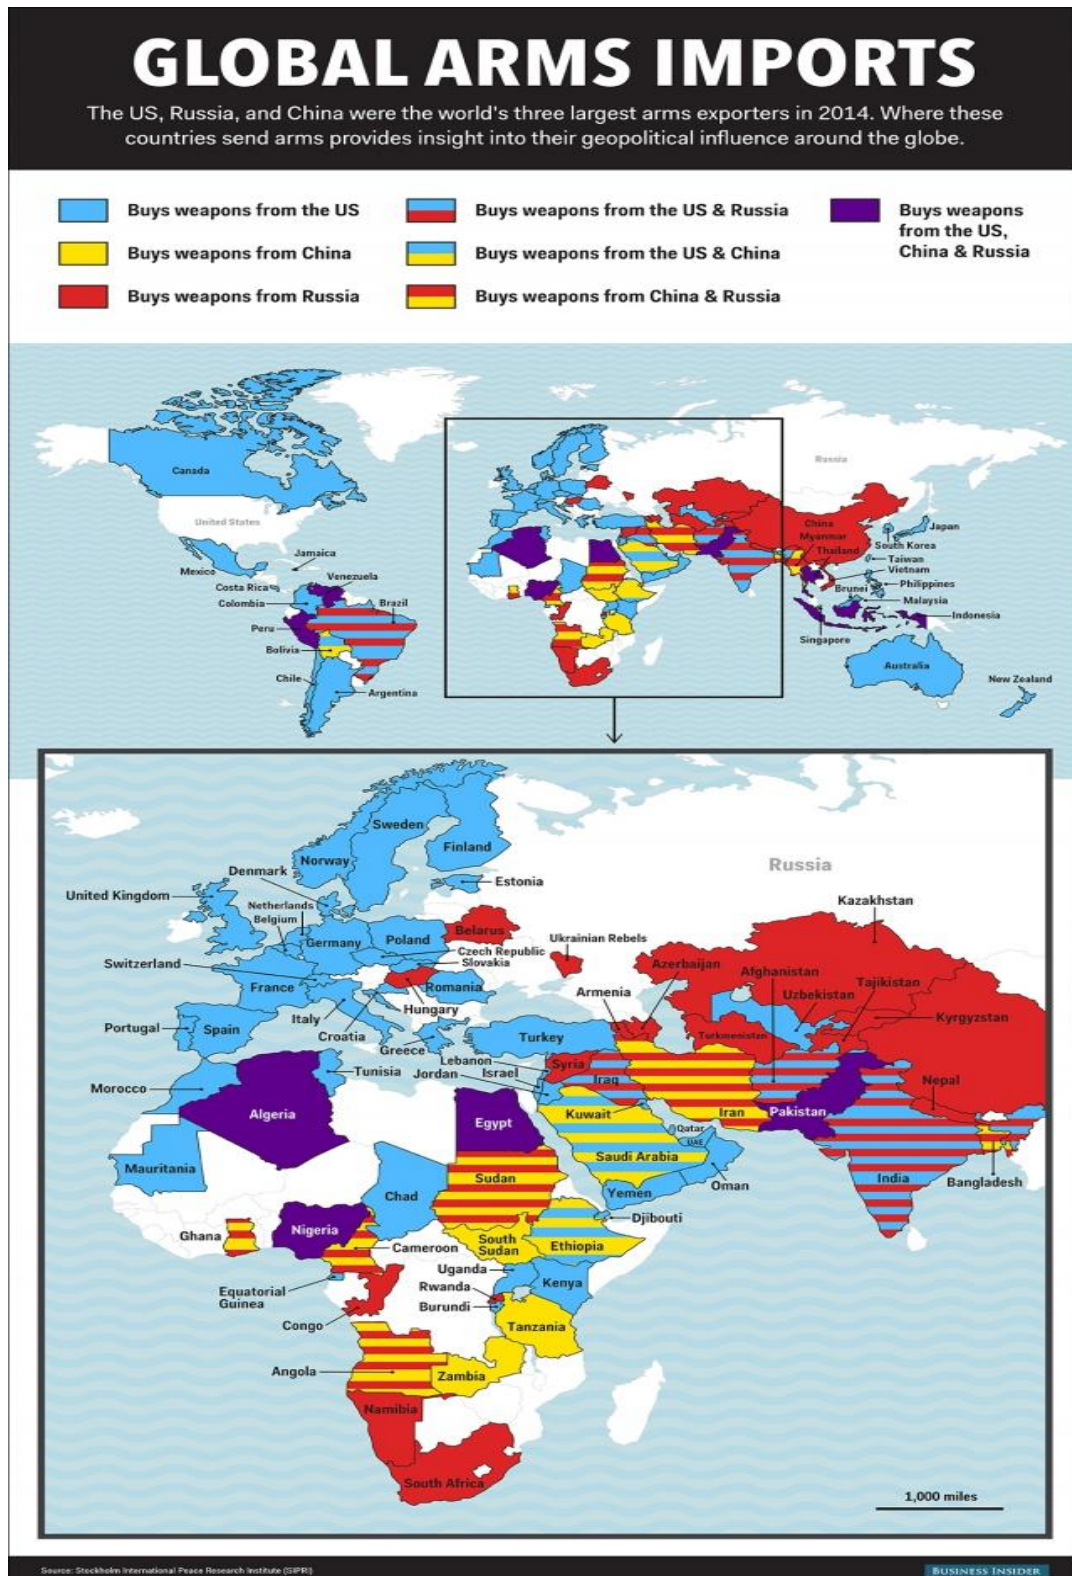 GLOBAL ARMS IMPORTS
The US, Russia, and China were the world's three largest arms exporters in 2014. Where these
countries send arms provides insight into their geopolitical influence around the globe.
Buys weapons from the US
Buys weapons from China
Buys weapons from Russia
Buys weapons from the US & Russia
Buys weapons from the US & China
Buys weapons from China & Russia
Buys weapons
from the US,
China & Russia
Canada
United States
Mexico
Jamaica
Costa Rica
Venezuela
Colombia
Brazil
Peru
Bolivia
Chile
Argentina
Russia
China
Myanmar
Thailand
Japan
South Korea
Taiwan
Vietnam
Philippines
Brunei
Malaysia
Indonesia
Singapore
Australia
New Zealand
Sweden
Norway
Finland
Denmark
Estonia
United Kingdom
Netherlands
Belgium
Germany
Poland
Belarus
Czech Republic
Slovakia
Switzerland
France
Romania
Hungary
Italy
Croatia
Portugal
Spain
Greece
Turkey
Ukrainian Rebels
Armenia
Azerbaijan
Russia
Kazakhstan
Afghanistan
Uzbekistan
Tajikistan
Kyrgyzstan
Turkmenistan
Lebanon
Syria
Jordan
Israel
Iraq
Nepal
Tunisia
Morocco
Algeria
Egypt
Kuwait
Iran
Pakistan
Qatar
UAE
Saudi Arabia
Mauritania
Chad
Sudan
Yemen
Oman
India
Bangladesh
Ghana
Nigeria
Cameroon
South
Sudan
Djibouti
Ethiopia
Equatorial
Guinea
Uganda
Kenya
Rwanda
Burundi
Congo
Tanzania
Angola
Zambia
Namibia
South Africa
1,000 miles
Source: Stockholm International Peace Research Institute (SIPRI)
BUSINESS INSIDER